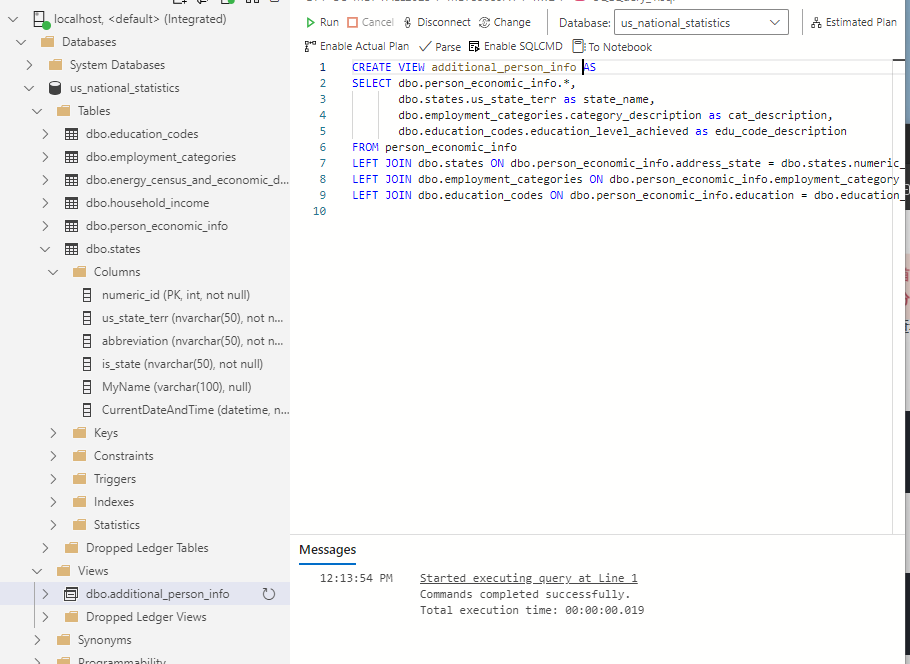 localhost, <default> (Integrated)
Databases
System Databases
us_national_statistics
Tables
dbo.education_codes
dbo.employment_categories
dbo.energy_census_and_economic_d...
dbo.household_income
dbo.person_economic_info
dbo.states
Columns
numeric_id (PK, int, not null)
us_state_terr (nvarchar(50), not n...
abbreviation (nvarchar(50), not n...
is_state (nvarchar(50), not null)
MyName (varchar(100), null)
CurrentDateAndTime (datetime, n...
Keys
Constraints
Triggers
Indexes
Statistics
Dropped Ledger Tables
Views
dbo.additional_person_info
Dropped Ledger Views
Synonyms
Programmability
Run Cancel Disconnect Change Database: us_national_statistics Estimated Plan
Enable Actual Plan Parse Enable SQLCMD To Notebook
1 CREATE VIEW additional_person_info AS
2 SELECT dbo.person_economic_info.*,
3 dbo.states.us_state_terr as state_name,
4 dbo.employment_categories.category_description as cat_description,
5 dbo.education_codes.education_level_achieved as edu_code_description
6 FROM person_economic_info
7 LEFT JOIN dbo.states ON dbo.person_economic_info.address_state = dbo.states.numeric_
8 LEFT JOIN dbo.employment_categories ON dbo.person_economic_info.employment_category
9 LEFT JOIN dbo.education_codes ON dbo.person_economic_info.education = dbo.education_
10
Messages
12:13:54 PM Started executing query at Line 1
Commands completed successfully.
Total execution time: 00:00:00.019